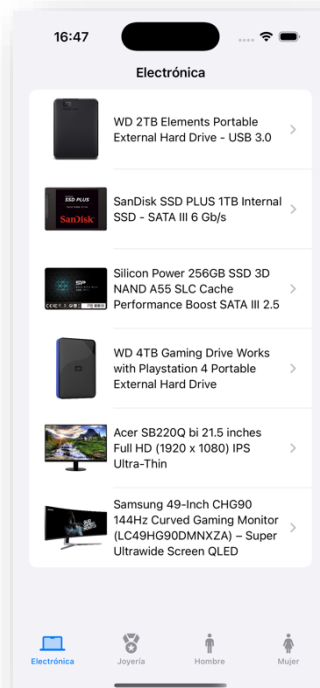 16:47
Electrónica
WD 2TB Elements Portable
External Hard Drive - USB 3.0
SSD PLUS
SanDisk
SanDisk SSD PLUS 1TB Internal
SSD - SATA III 6 Gb/s
SP
Silicon Power 256GB SSD 3D
NAND A55 SLC Cache
Performance Boost SATA III 2.5
WD 4TB Gaming Drive Works
with Playstation 4 Portable
External Hard Drive
Acer SB220Q bi 21.5 inches
Full HD (1920 x 1080) IPS
Ultra-Thin
Samsung 49-Inch CHG90
144Hz Curved Gaming Monitor
(LC49HG90DMNXZA) – Super
Ultrawide Screen QLED
Electrónica
Joyería
Hombre
Mujer